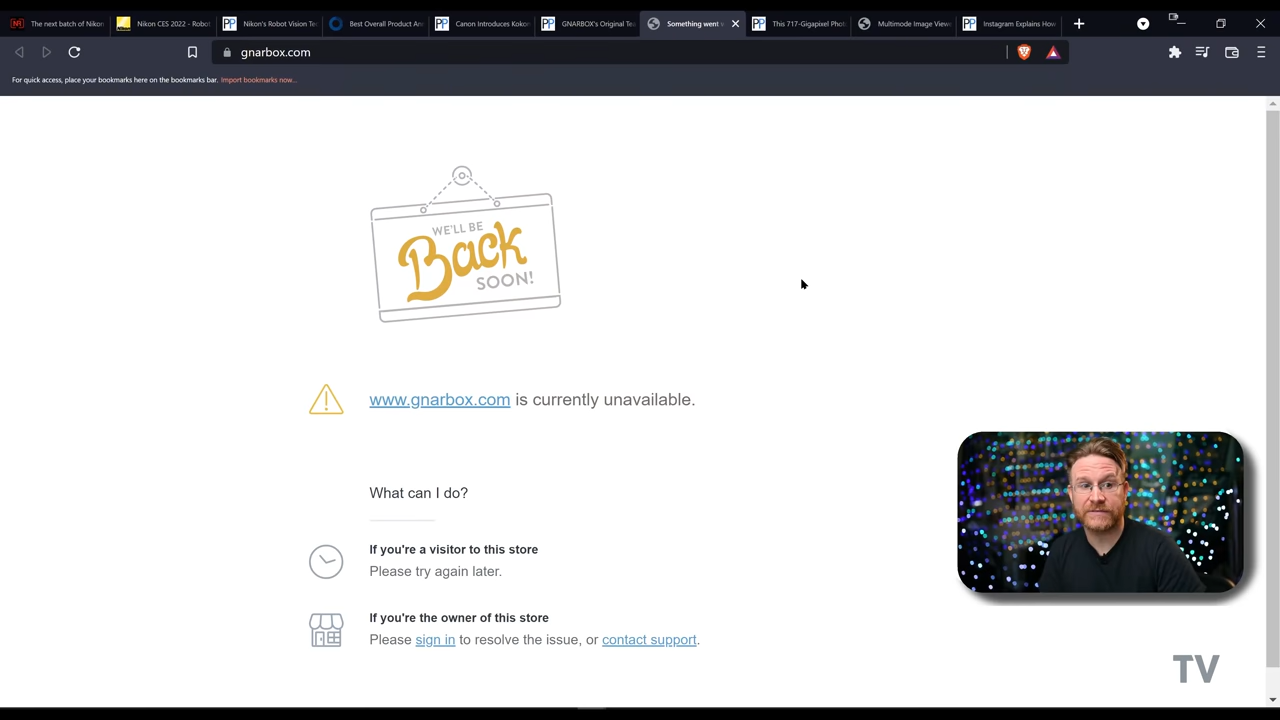 The next batch of Nikon
Nikon CES 2022 - Robot
Nikon's Robot Vision Te
Best Overall Product An
Canon Introduces Kokom
GNARBOX's Original Te
Something went w
This 717-Gigapixel Phot
Multimode Image View
Instagram Explains How
gnarbox.com
For quick access, place your bookmarks here on the bookmarks bar. Import bookmarks now...
WE'LL BE
Back
SOON!
www.gnarbox.com is currently unavailable.
What can I do?
If you're a visitor to this store
Please try again later.
If you're the owner of this store
Please sign in to resolve the issue, or contact support.
TV